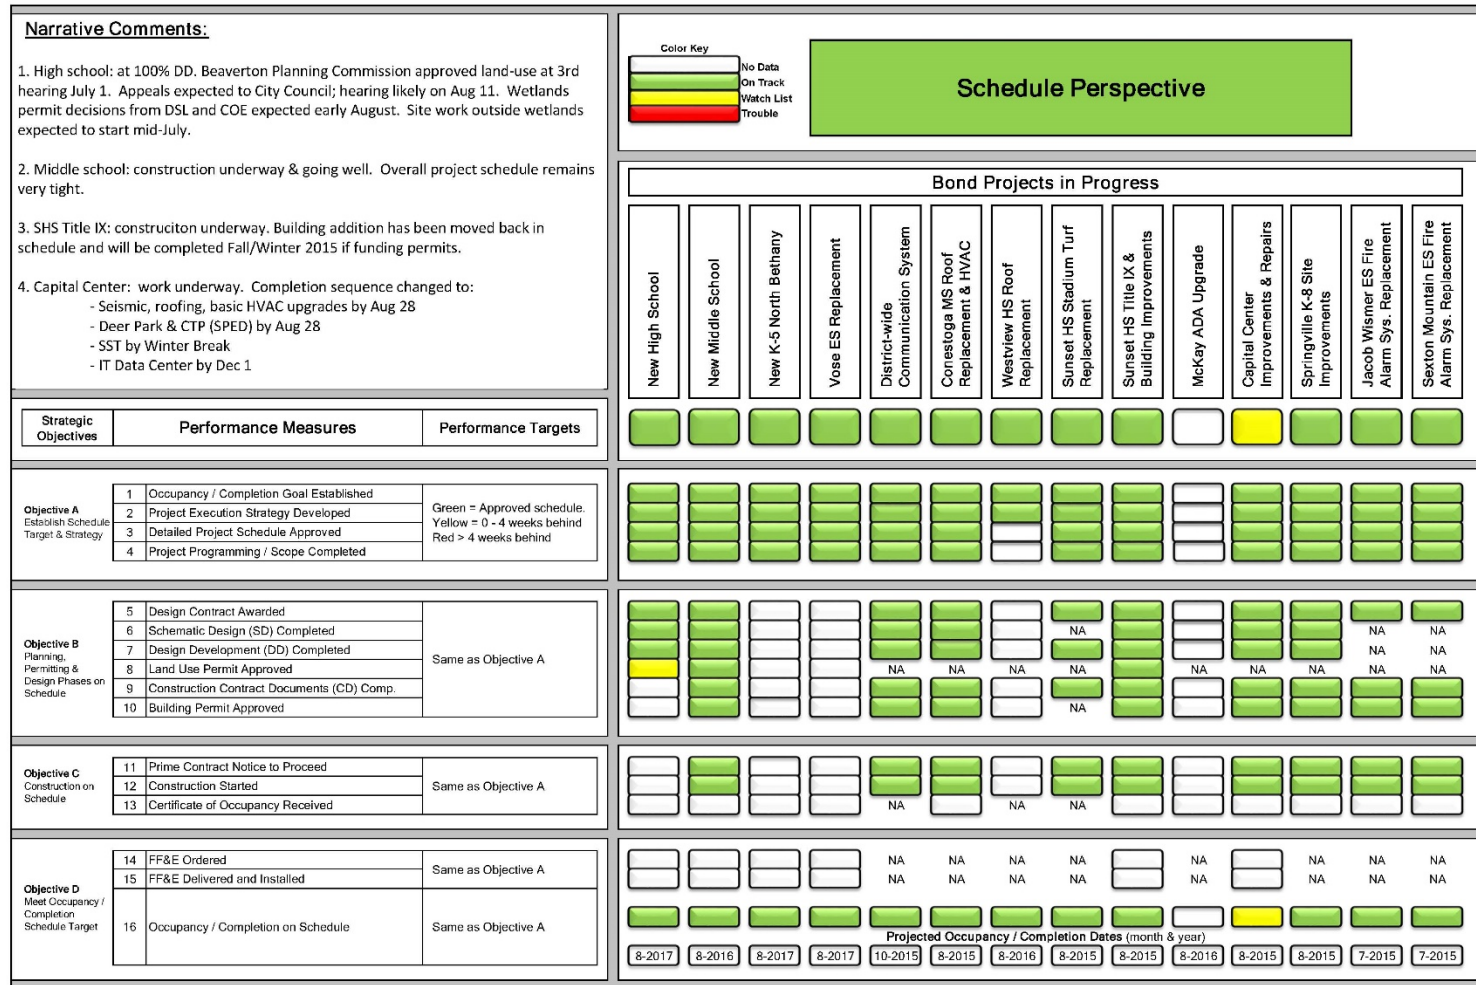 Narrative Comments:
1. High school: at 100% DD. Beaverton Planning Commission approved land-use at 3rd
hearing July 1. Appeals expected to City Council; hearing likely on Aug 11. Wetlands
permit decisions from DSL and COE expected early August. Site work outside wetlands
expected to start mid-July.
2. Middle school: construction underway & going well. Overall project schedule remains
very tight.
3. SHS Title IX: construciton underway. Building addition has been moved back in
schedule and will be completed Fall/Winter 2015 if funding permits.
4. Capital Center: work underway. Completion sequence changed to:
- Seismic, roofing, basic HVAC upgrades by Aug 28
- Deer Park & CTP (SPED) by Aug 28
- SST by Winter Break
- IT Data Center by Dec 1
Color Key
No Data
On Track
Watch List
Trouble
Schedule Perspective
Bond Projects in Progress
New High School
New Middle School
New K-5 North Bethany
Vose ES Replacement
District-wide
Communication System
Conestoga MS Roof
Replacement & HVAC
Westview HS Roof
Replacement
Sunset HS Stadium Turf
Replacement
Sunset HS Title IX &
Building Improvements
McKay ADA Upgrade
Capital Center
Improvements & Repairs
Springville K-8 Site
Improvements
Jacob Wismer ES Fire
Alarm Sys. Replacement
Sexton Mountain ES Fire
Alarm Sys. Replacement
Strategic
Objectives
Performance Measures
Performance Targets
Objective A
Establish Schedule
Target & Strategy
1 Occupancy / Completion Goal Established
2 Project Execution Strategy Developed
3 Detailed Project Schedule Approved
4 Project Programming / Scope Completed
Green = Approved schedule.
Yellow = 0 - 4 weeks behind
Red > 4 weeks behind
Objective B
Planning,
Permitting &
Design Phases on
Schedule
5 Design Contract Awarded
6 Schematic Design (SD) Completed
7 Design Development (DD) Completed
8 Land Use Permit Approved
9 Construction Contract Documents (CD) Comp.
10 Building Permit Approved
Same as Objective A
NA NA NA
NA NA
NA NA NA NA NA NA NA NA NA
NA
Objective C
Construction on
Schedule
11 Prime Contract Notice to Proceed
12 Construction Started
13 Certificate of Occupancy Received
Same as Objective A
NA NA NA
Objective D
Meet Occupancy /
Completion
Schedule Target
14 FF&E Ordered
15 FF&E Delivered and Installed
Same as Objective A
NA NA NA NA NA NA NA NA
NA NA NA NA NA NA NA NA
16 Occupancy / Completion on Schedule
Same as Objective A
Projected Occupancy / Completion Dates (month & year)
8-2017 8-2016 8-2017 8-2017 10-2015 8-2015 8-2016 8-2015 8-2015 8-2016 8-2015 8-2015 7-2015 7-2015